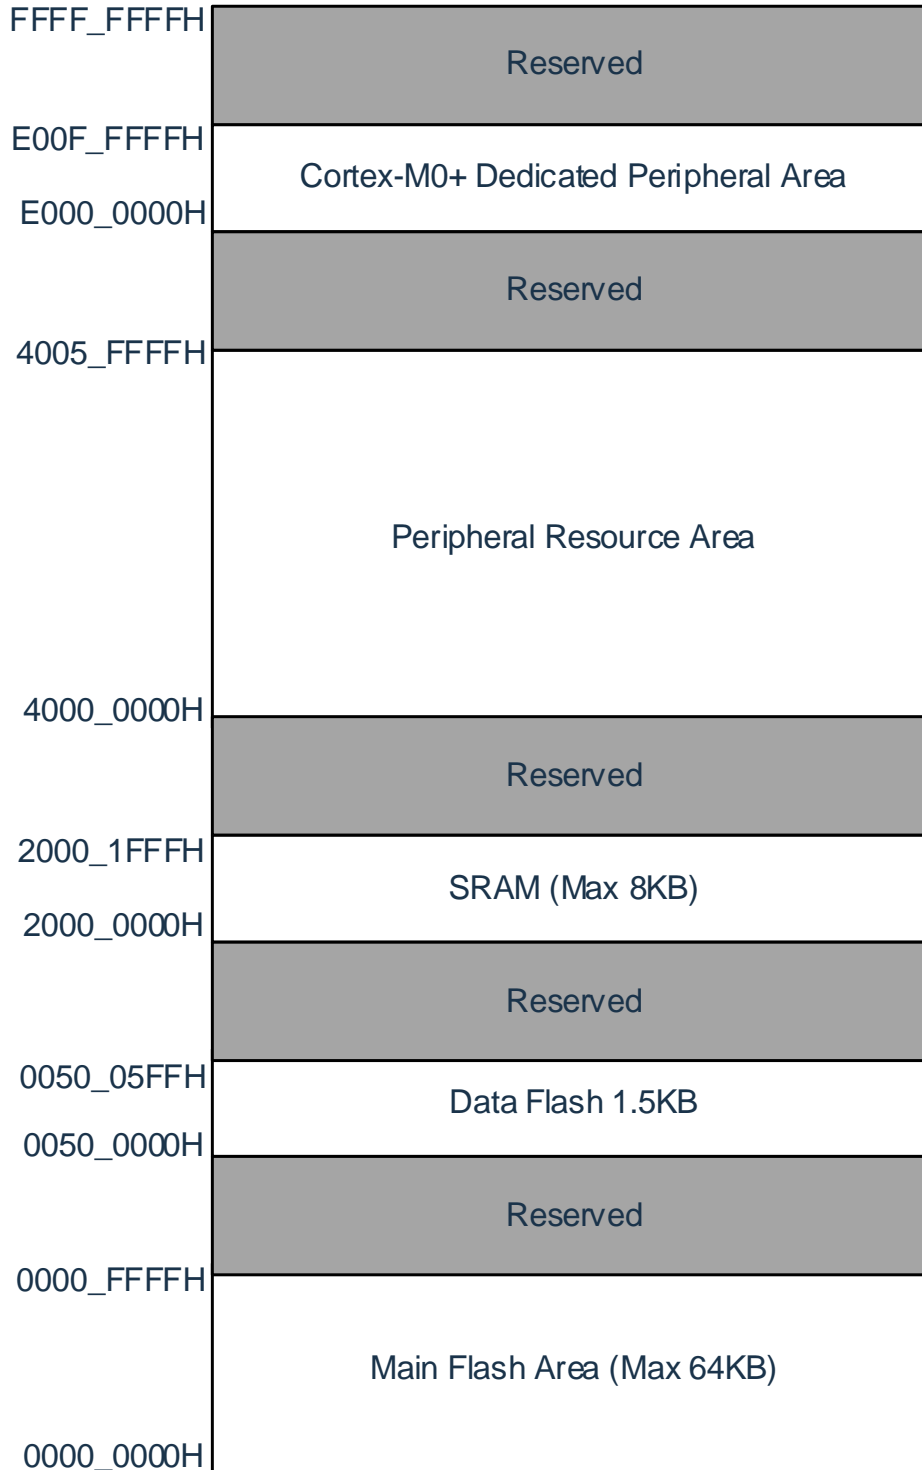 FFFF_FFFFH
Reserved
E00F_FFFFH
Cortex-M0+ Dedicated Peripheral Area
E000_0000H
Reserved
4005_FFFFH
Peripheral Resource Area
4000_0000H
Reserved
2000_1FFFH
SRAM (Max 8KB)
2000_0000H
Reserved
0050_05FFH
Data Flash 1.5KB
0050_0000H
Reserved
0000_FFFFH
Main Flash Area (Max 64KB)
0000_0000H